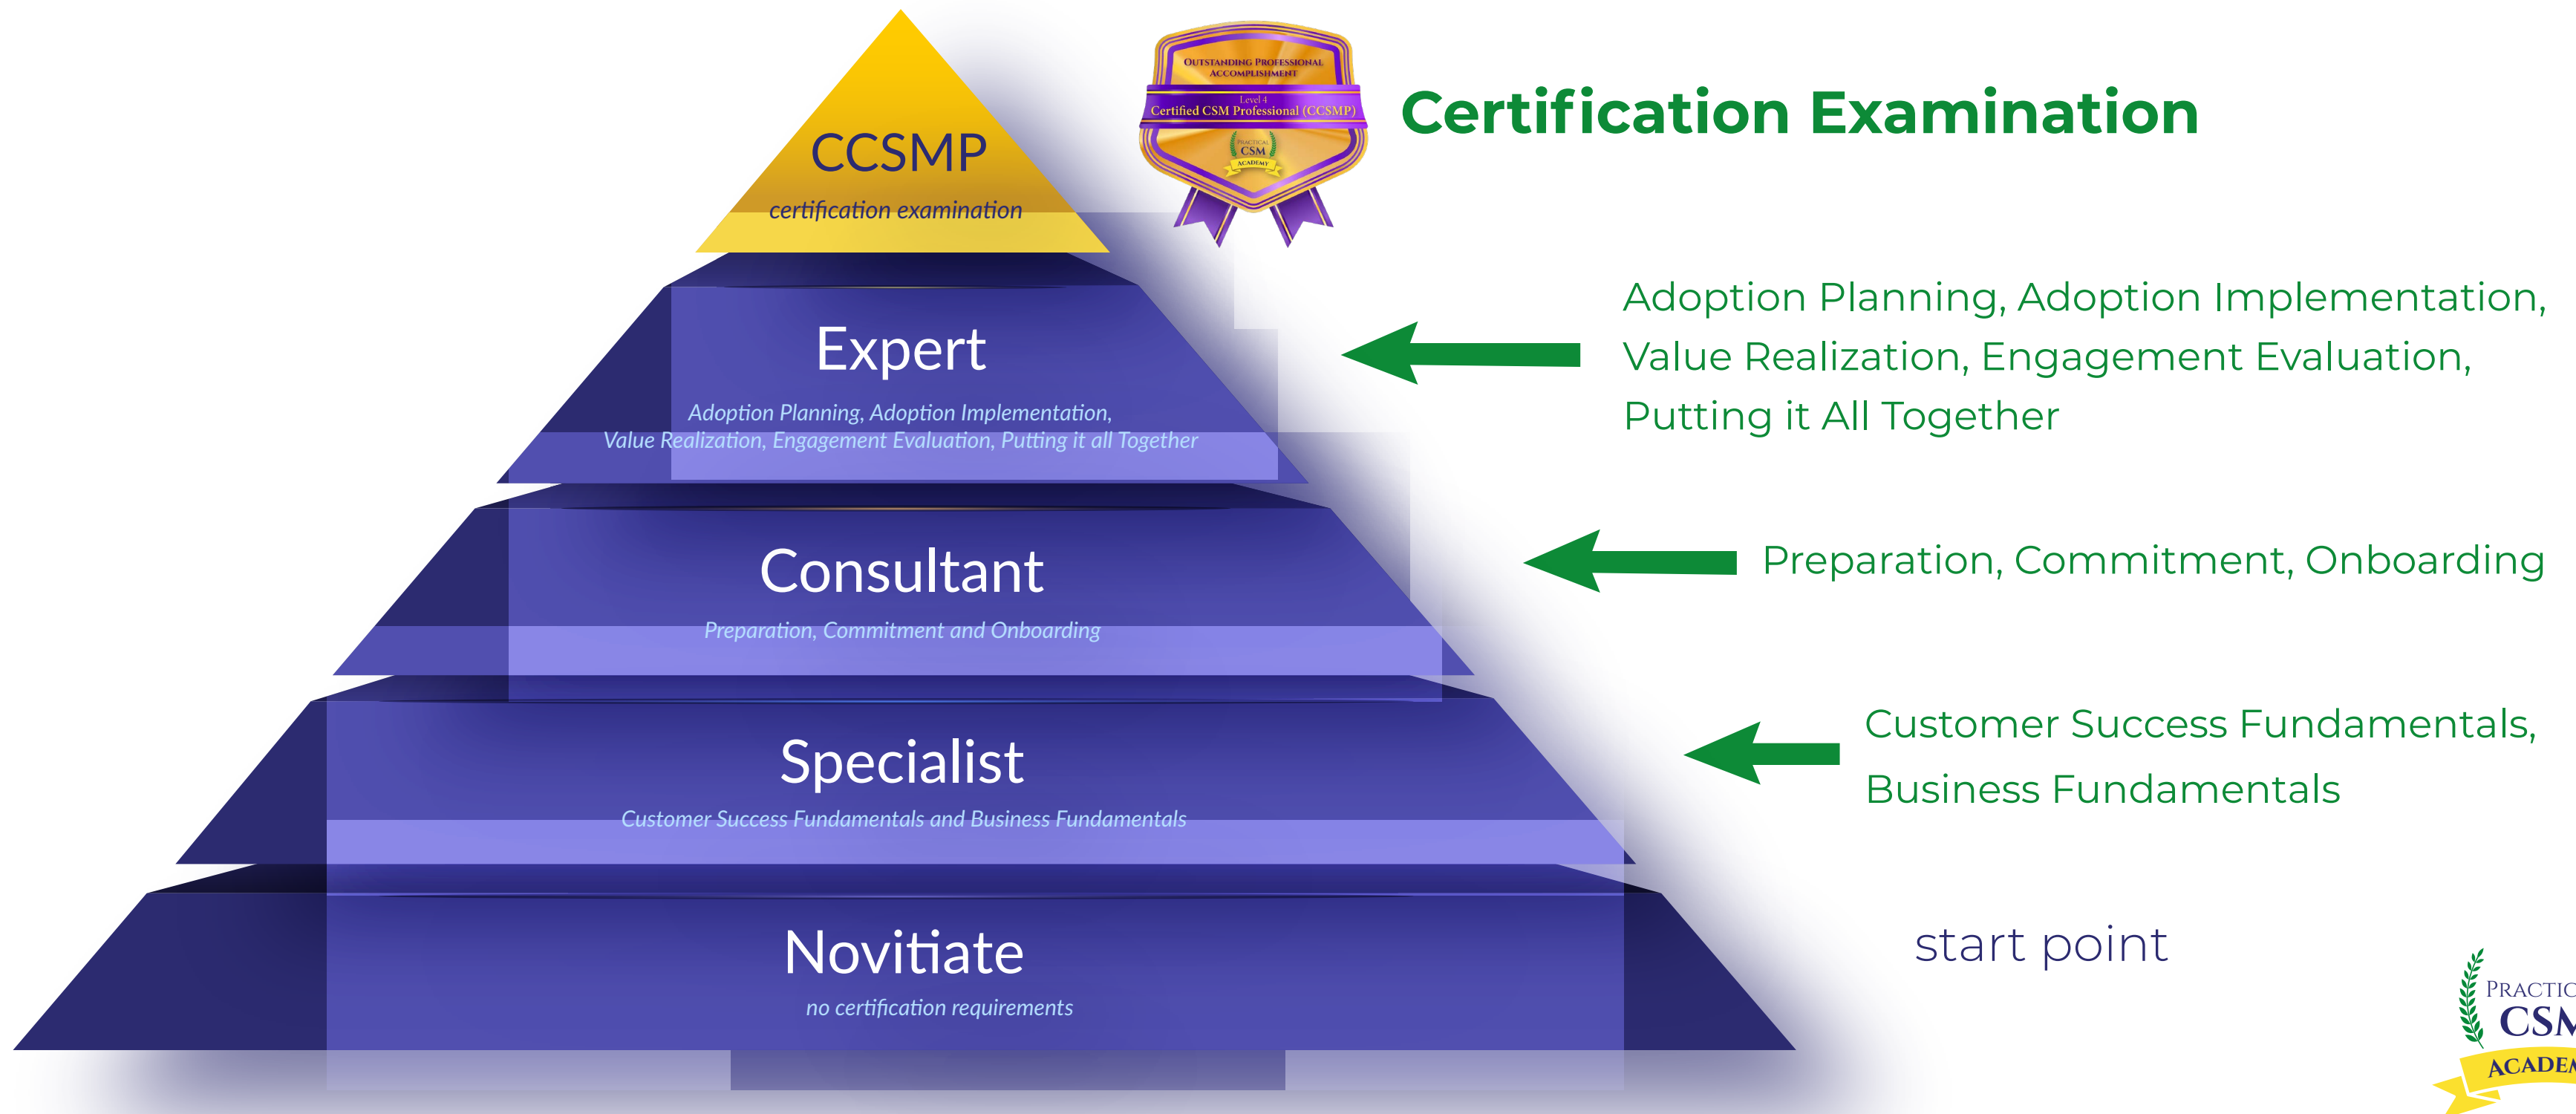 CCSMP
certification examination
OUTSTANDING PROFESSIONAL
ACCOMPLISHMENT
Level 4
Certified CSM Professional (CCSMP)
PRACTICAL
CSM
ACADEMY
Certification Examination
Expert
Adoption Planning, Adoption Implementation,
Value Realization, Engagement Evaluation, Putting it all Together
Adoption Planning, Adoption Implementation,
Value Realization, Engagement Evaluation,
Putting it All Together
Consultant
Preparation, Commitment and Onboarding
Preparation, Commitment, Onboarding
Specialist
Customer Success Fundamentals and Business Fundamentals
Customer Success Fundamentals,
Business Fundamentals
Novitiate
no certification requirements
start point